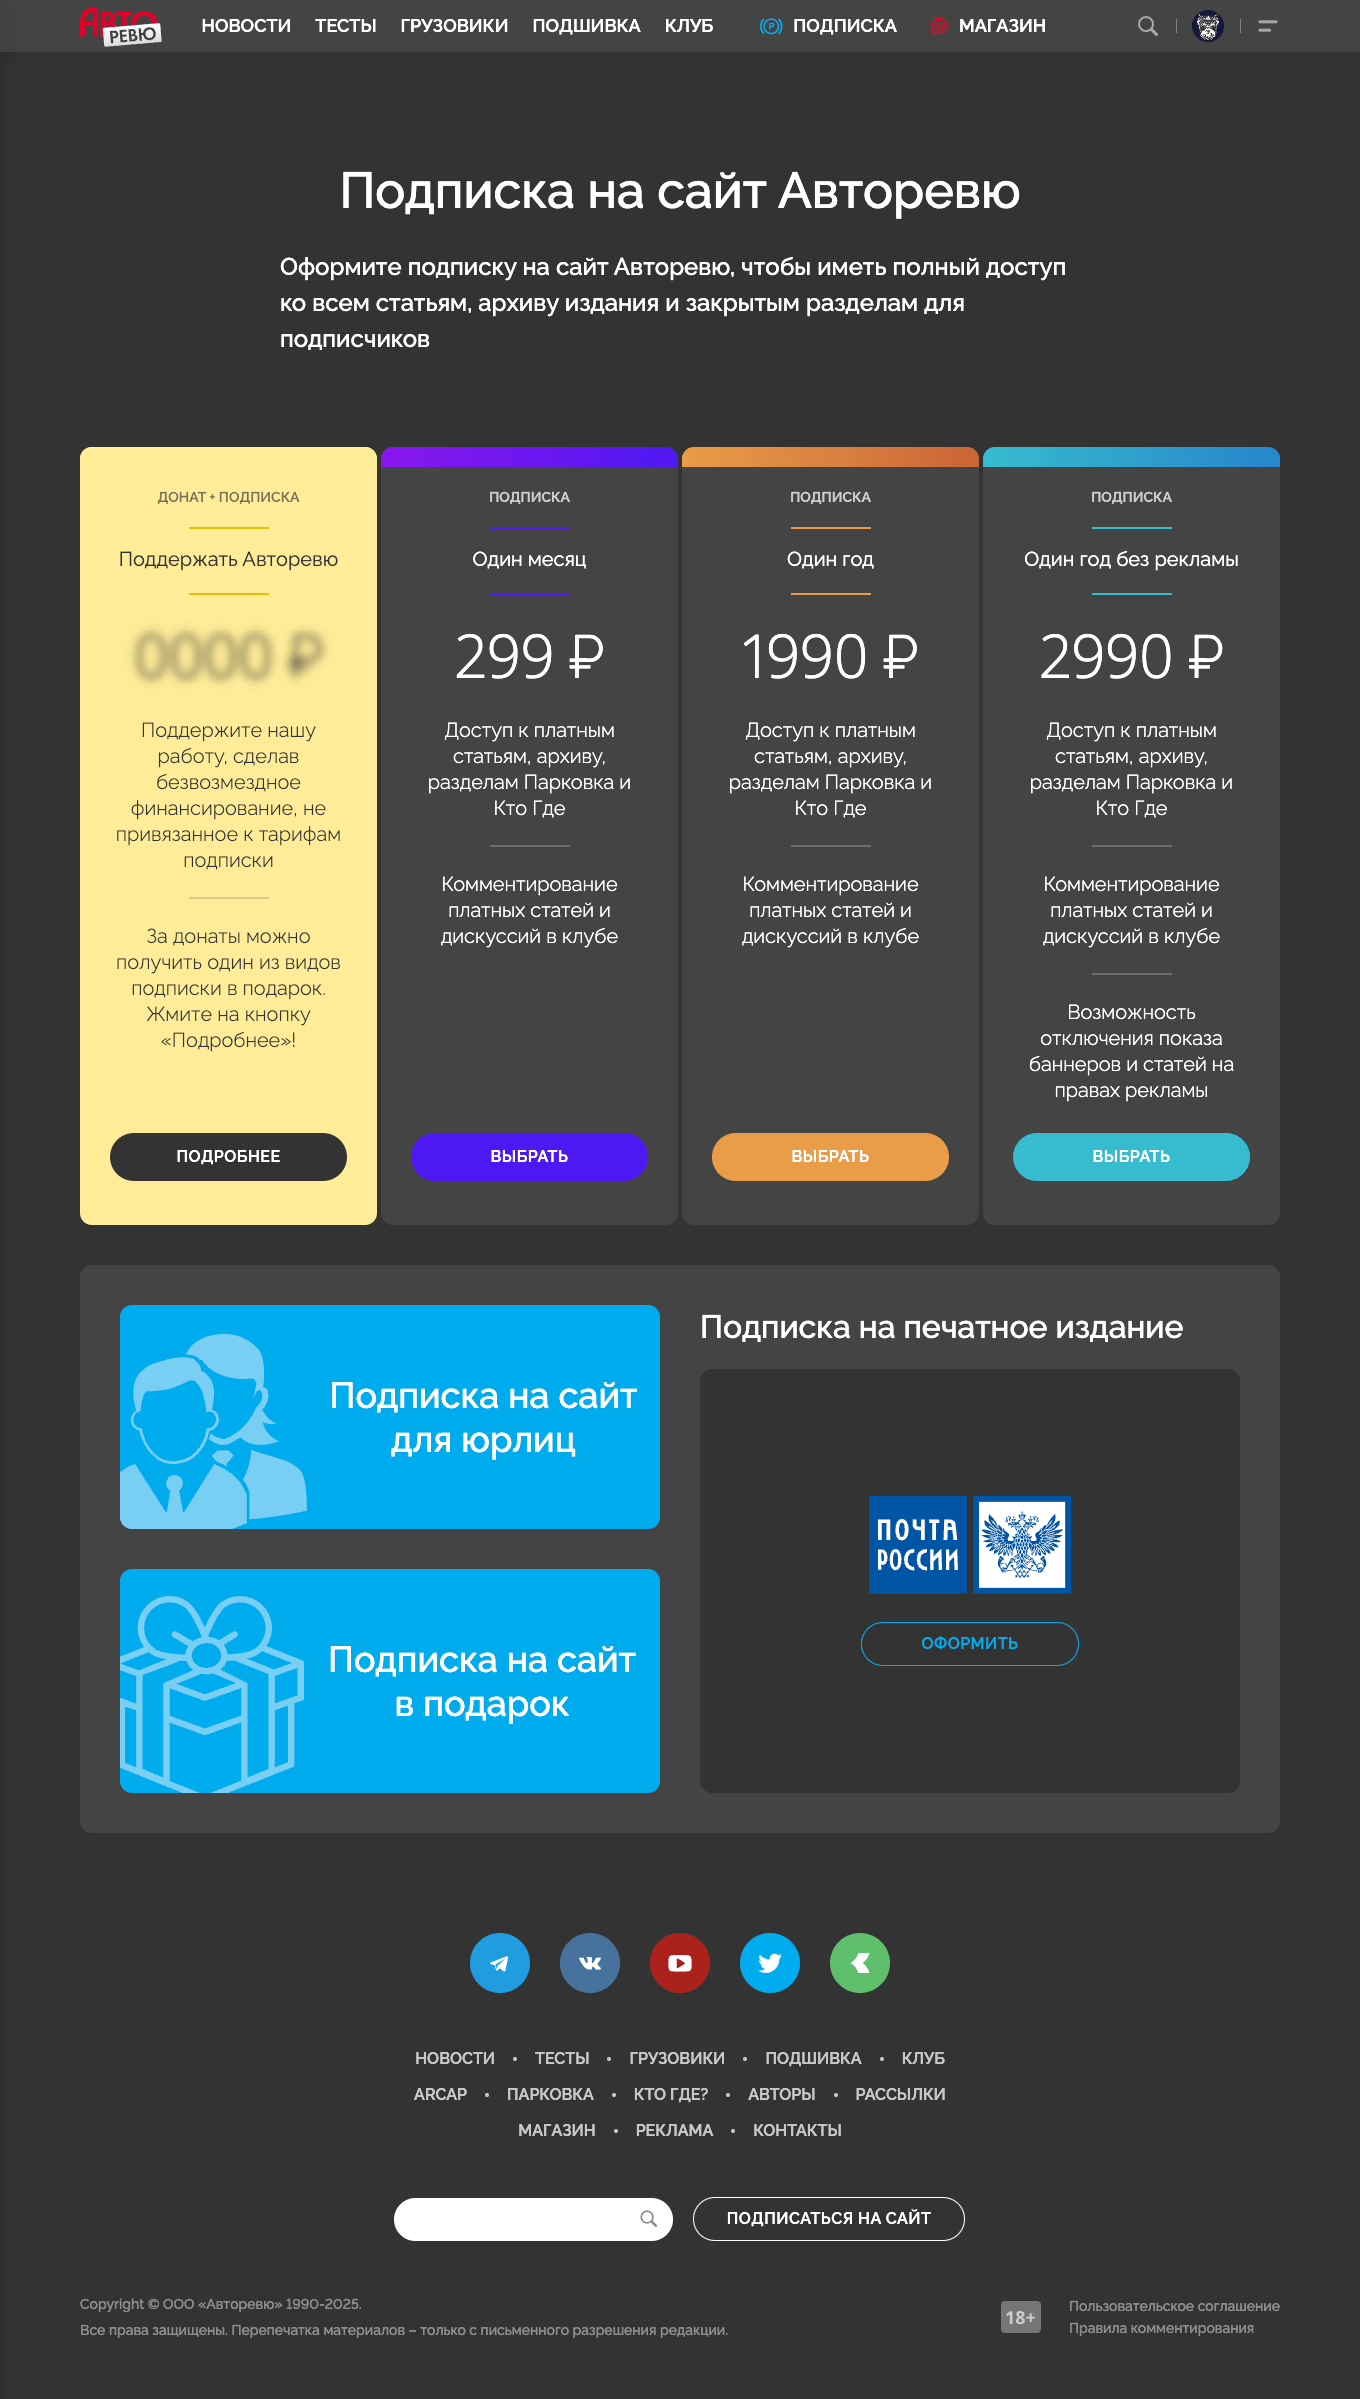 АВТО
РЕВЮ
НОВОСТИ ТЕСТЫ ГРУЗОВИКИ ПОДШИВКА КЛУБ ПОДПИСКА МАГАЗИН
Подписка на сайт Авторевю
Оформите подписку на сайт Авторевю, чтобы иметь полный доступ
ко всем статьям, архиву издания и закрытым разделам для
подписчиков
ДОНАТ + ПОДПИСКА
Поддержать Авторевю
0000 ₽
Поддержите нашу
работу, сделав
безвозмездное
финансирование, не
привязанное к тарифам
подписки
За донаты можно
получить один из видов
подписки в подарок.
Жмите на кнопку
«Подробнее»!
ПОДРОБНЕЕ
ПОДПИСКА
Один месяц
299 ₽
Доступ к платным
статьям, архиву,
разделам Парковка и
Кто Где
Комментирование
платных статей и
дискуссий в клубе
ВЫБРАТЬ
ПОДПИСКА
Один год
1990 ₽
Доступ к платным
статьям, архиву,
разделам Парковка и
Кто Где
Комментирование
платных статей и
дискуссий в клубе
ВЫБРАТЬ
ПОДПИСКА
Один год без рекламы
2990 ₽
Доступ к платным
статьям, архиву,
разделам Парковка и
Кто Где
Комментирование
платных статей и
дискуссий в клубе
Возможность
отключения показа
баннеров и статей на
правах рекламы
ВЫБРАТЬ
Подписка на сайт
для юрлиц
Подписка на сайт
в подарок
Подписка на печатное издание
ПОЧТА
РОССИИ
ОФОРМИТЬ
НОВОСТИ • ТЕСТЫ • ГРУЗОВИКИ • ПОДШИВКА • КЛУБ
ARCAP • ПАРКОВКА • КТО ГДЕ? • АВТОРЫ • РАССЫЛКИ
МАГАЗИН • РЕКЛАМА • КОНТАКТЫ
ПОДПИСАТЬСЯ НА САЙТ
Copyright © ООО «Авторевю» 1990-2025.
Все права защищены. Перепечатка материалов – только с письменного разрешения редакции.
18+
Пользовательское соглашение
Правила комментирования